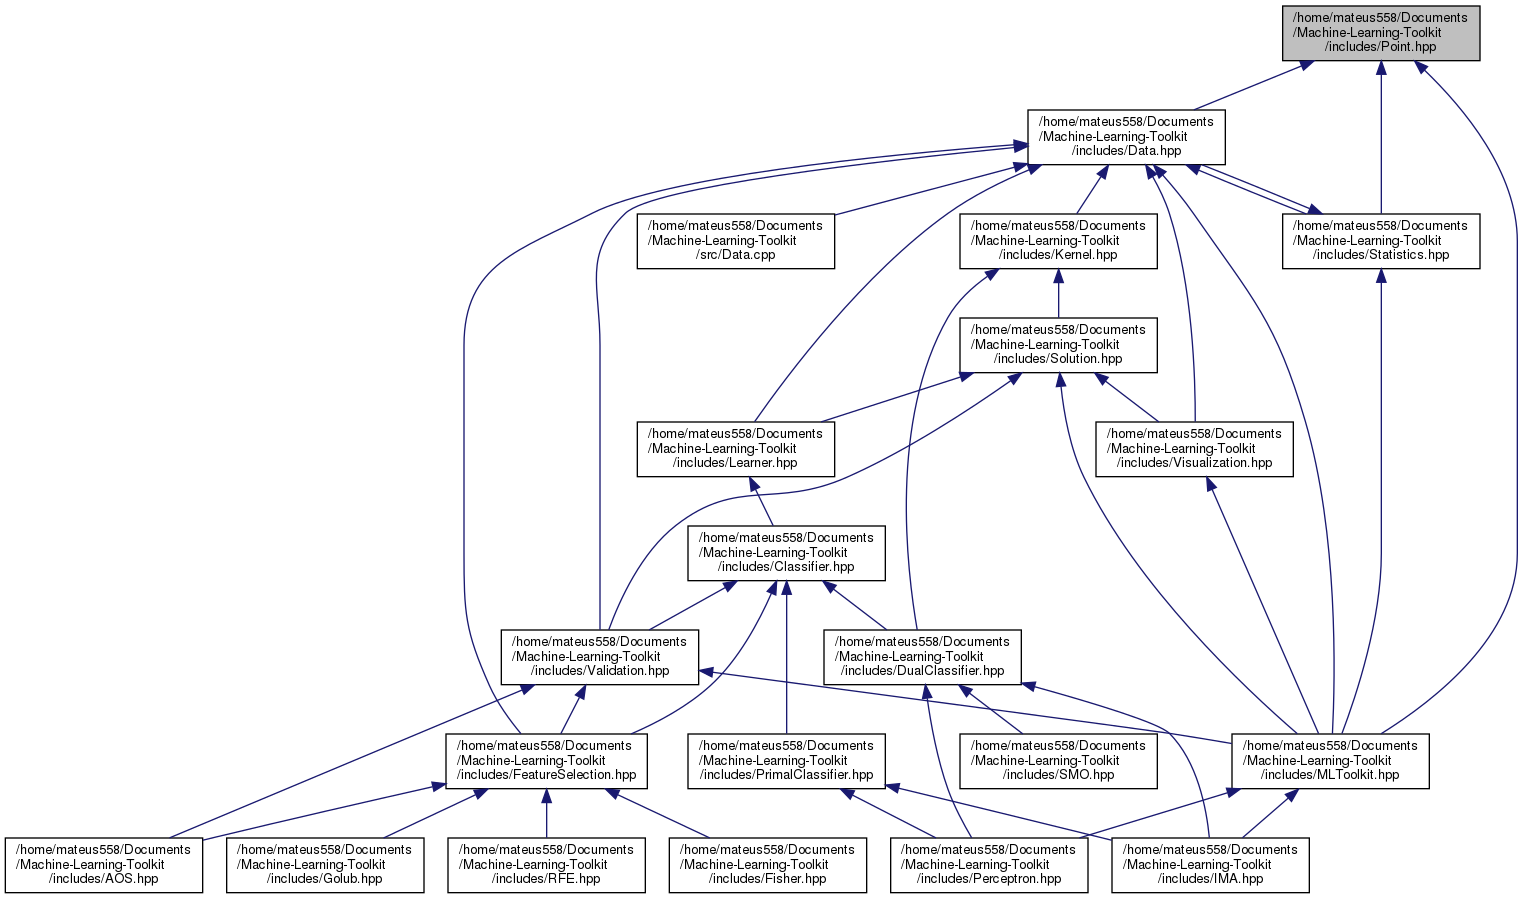 /home/mateus558/Documents
/Machine-Learning-Toolkit
/includes/Point.hpp
/home/mateus558/Documents
/Machine-Learning-Toolkit
/includes/Data.hpp
/home/mateus558/Documents
/Machine-Learning-Toolkit
/src/Data.cpp
/home/mateus558/Documents
/Machine-Learning-Toolkit
/includes/Kernel.hpp
/home/mateus558/Documents
/Machine-Learning-Toolkit
/includes/Statistics.hpp
/home/mateus558/Documents
/Machine-Learning-Toolkit
/includes/Solution.hpp
/home/mateus558/Documents
/Machine-Learning-Toolkit
/includes/Learner.hpp
/home/mateus558/Documents
/Machine-Learning-Toolkit
/includes/Visualization.hpp
/home/mateus558/Documents
/Machine-Learning-Toolkit
/includes/Classifier.hpp
/home/mateus558/Documents
/Machine-Learning-Toolkit
/includes/Validation.hpp
/home/mateus558/Documents
/Machine-Learning-Toolkit
/includes/DualClassifier.hpp
/home/mateus558/Documents
/Machine-Learning-Toolkit
/includes/FeatureSelection.hpp
/home/mateus558/Documents
/Machine-Learning-Toolkit
/includes/PrimalClassifier.hpp
/home/mateus558/Documents
/Machine-Learning-Toolkit
/includes/SMO.hpp
/home/mateus558/Documents
/Machine-Learning-Toolkit
/includes/MLToolkit.hpp
/home/mateus558/Documents
/Machine-Learning-Toolkit
/includes/AOS.hpp
/home/mateus558/Documents
/Machine-Learning-Toolkit
/includes/Golub.hpp
/home/mateus558/Documents
/Machine-Learning-Toolkit
/includes/RFE.hpp
/home/mateus558/Documents
/Machine-Learning-Toolkit
/includes/Fisher.hpp
/home/mateus558/Documents
/Machine-Learning-Toolkit
/includes/Perceptron.hpp
/home/mateus558/Documents
/Machine-Learning-Toolkit
/includes/IMA.hpp